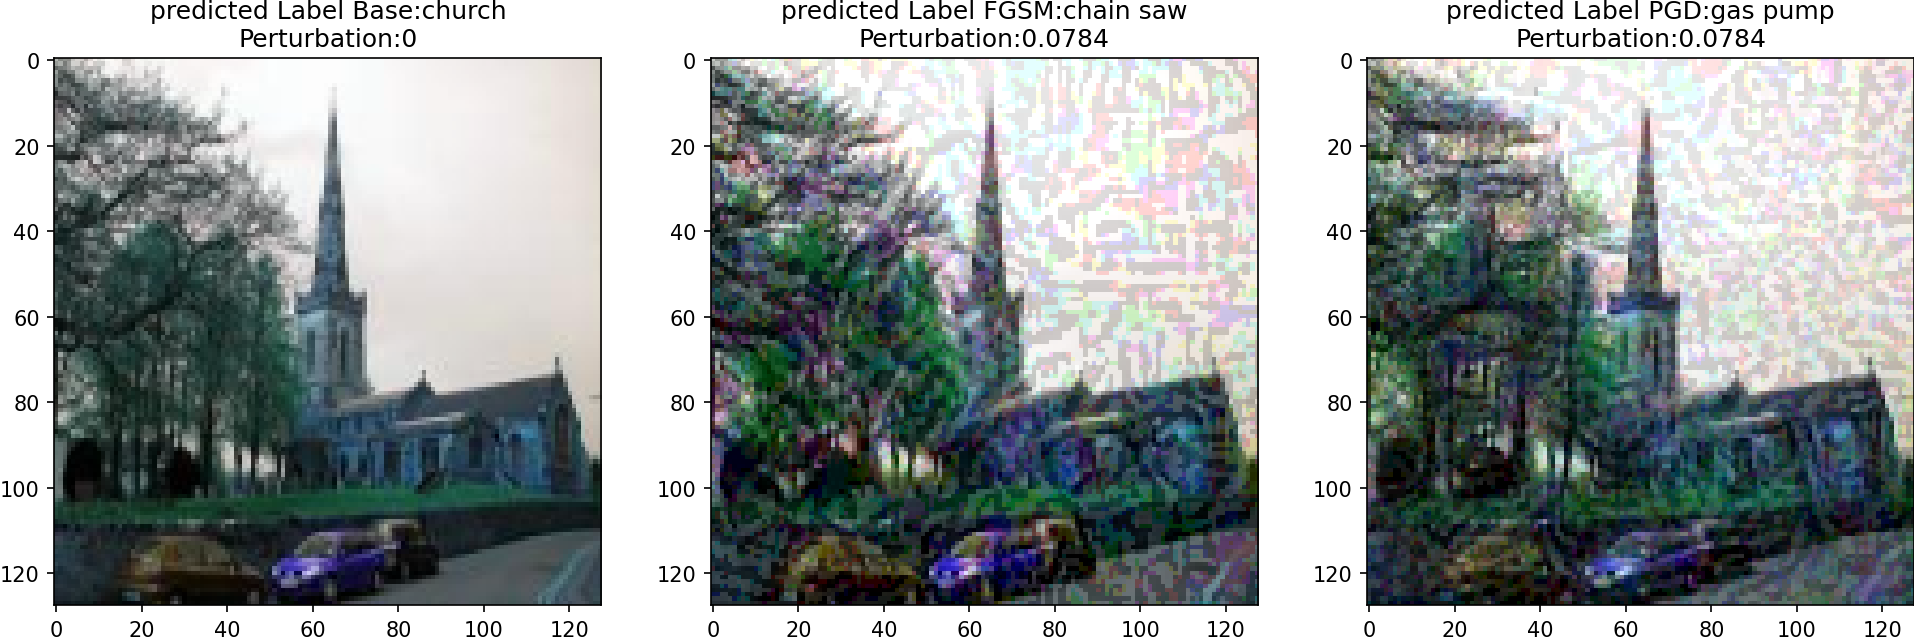 predicted Label Base:church
Perturbation:0
0
20
40
60
80
100
120
0 20 40 60 80 100 120
predicted Label FGSM:chain saw
Perturbation:0.0784
0
20
40
60
80
100
120
0 20 40 60 80 100 120
predicted Label PGD:gas pump
Perturbation:0.0784
0
20
40
60
80
100
120
0 20 40 60 80 100 120